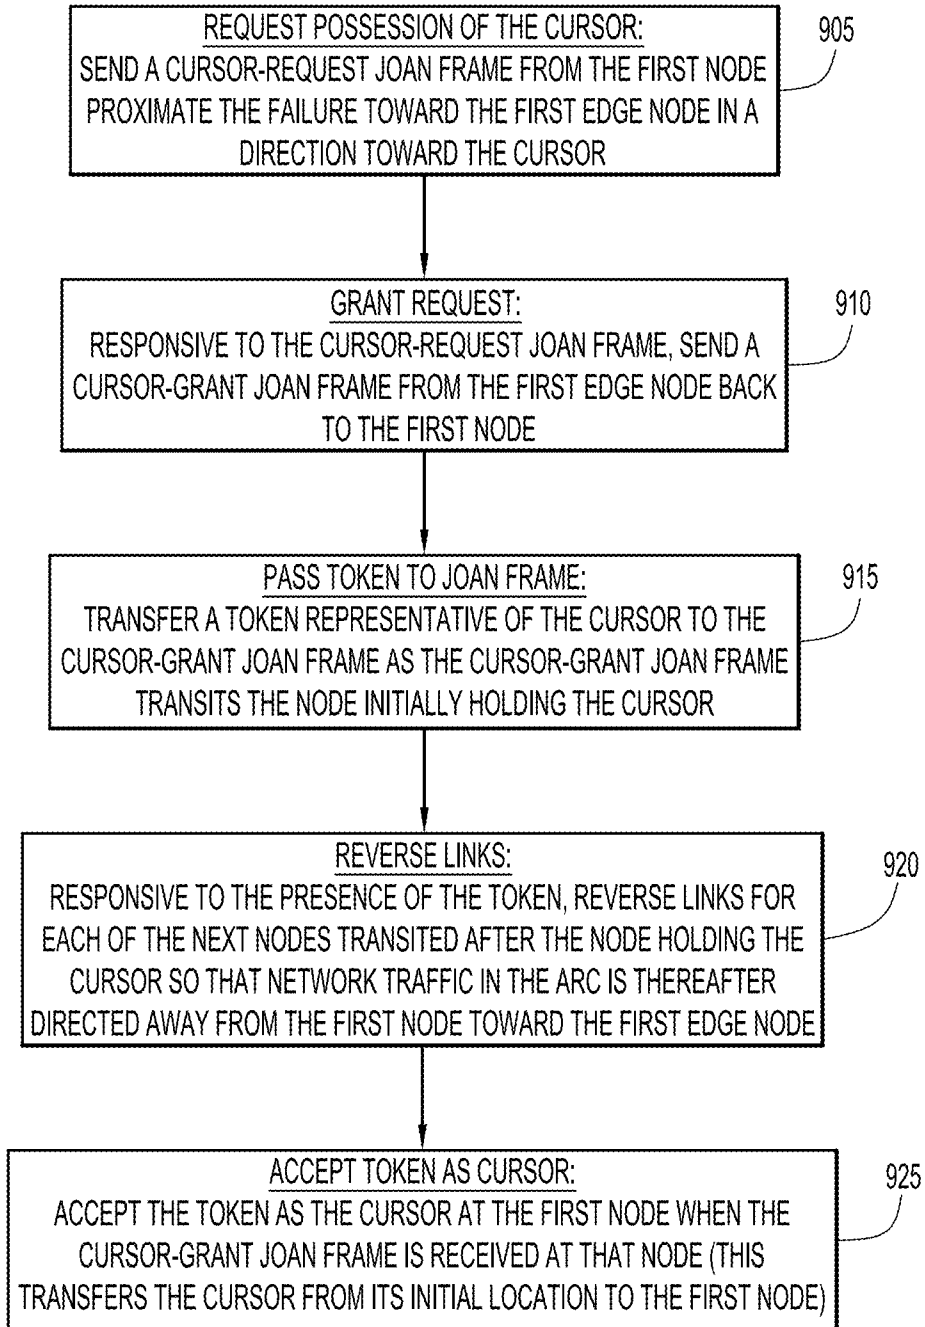 REQUEST POSSESSION OF THE CURSOR:
SEND A CURSOR-REQUEST JOAN FRAME FROM THE FIRST NODE
PROXIMATE THE FAILURE TOWARD THE FIRST EDGE NODE IN A
DIRECTION TOWARD THE CURSOR
905
GRANT REQUEST:
RESPONSIVE TO THE CURSOR-REQUEST JOAN FRAME, SEND A
CURSOR-GRANT JOAN FRAME FROM THE FIRST EDGE NODE BACK
TO THE FIRST NODE
910
PASS TOKEN TO JOAN FRAME:
TRANSFER A TOKEN REPRESENTATIVE OF THE CURSOR TO THE
CURSOR-GRANT JOAN FRAME AS THE CURSOR-GRANT JOAN FRAME
TRANSITS THE NODE INITIALLY HOLDING THE CURSOR
915
REVERSE LINKS:
RESPONSIVE TO THE PRESENCE OF THE TOKEN, REVERSE LINKS FOR
EACH OF THE NEXT NODES TRANSITED AFTER THE NODE HOLDING THE
CURSOR SO THAT NETWORK TRAFFIC IN THE ARC IS THEREAFTER
DIRECTED AWAY FROM THE FIRST NODE TOWARD THE FIRST EDGE NODE
920
ACCEPT TOKEN AS CURSOR:
ACCEPT THE TOKEN AS THE CURSOR AT THE FIRST NODE WHEN THE
CURSOR-GRANT JOAN FRAME IS RECEIVED AT THAT NODE (THIS
TRANSFERS THE CURSOR FROM ITS INITIAL LOCATION TO THE FIRST NODE)
925